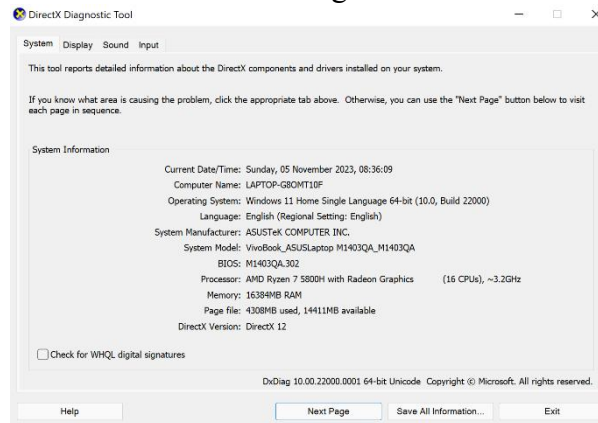 DirectX Diagnostic Tool
System Display Sound Input
This tool reports detailed information about the DirectX components and drivers installed on your system.
If you know what area is causing the problem, click the appropriate tab above. Otherwise, you can use the "Next Page" button below to visit
each page in sequence.
System Information
Current Date/Time: Sunday, 05 November 2023, 08:36:09
Computer Name: LAPTOP-G8OMT10F
Operating System: Windows 11 Home Single Language 64-bit (10.0, Build 22000)
Language: English (Regional Setting: English)
System Manufacturer: ASUSTeK COMPUTER INC.
System Model: VivoBook_ASUSLaptop M1403QA_M1403QA
BIOS: M1403QA.302
Processor: AMD Ryzen 7 5800H with Radeon Graphics (16 CPUs), ~3.2GHz
Memory: 16384MB RAM
Page file: 4308MB used, 14411MB available
DirectX Version: DirectX 12
Check for WHQL digital signatures
DxDiag 10.00.22000.0001 64-bit Unicode Copyright © Microsoft. All rights reserved.
Help Next Page Save All Information... Exit